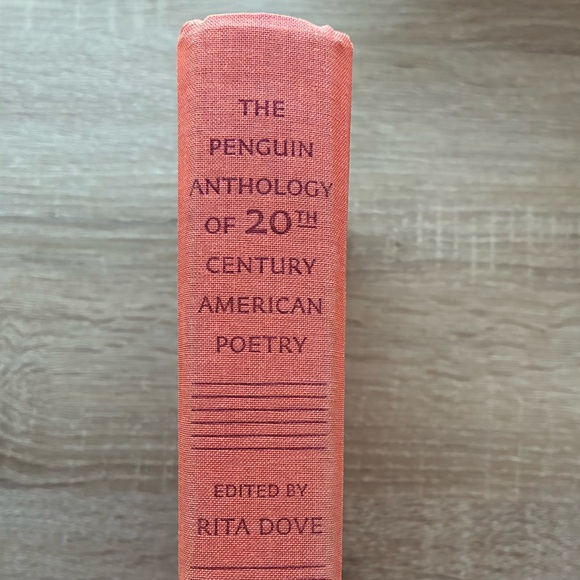 THE
PENGUIN
ANTHOLOGY
OF 20TH
CENTURY
AMERICAN
POETRY
EDITED BY
RITA DOVE